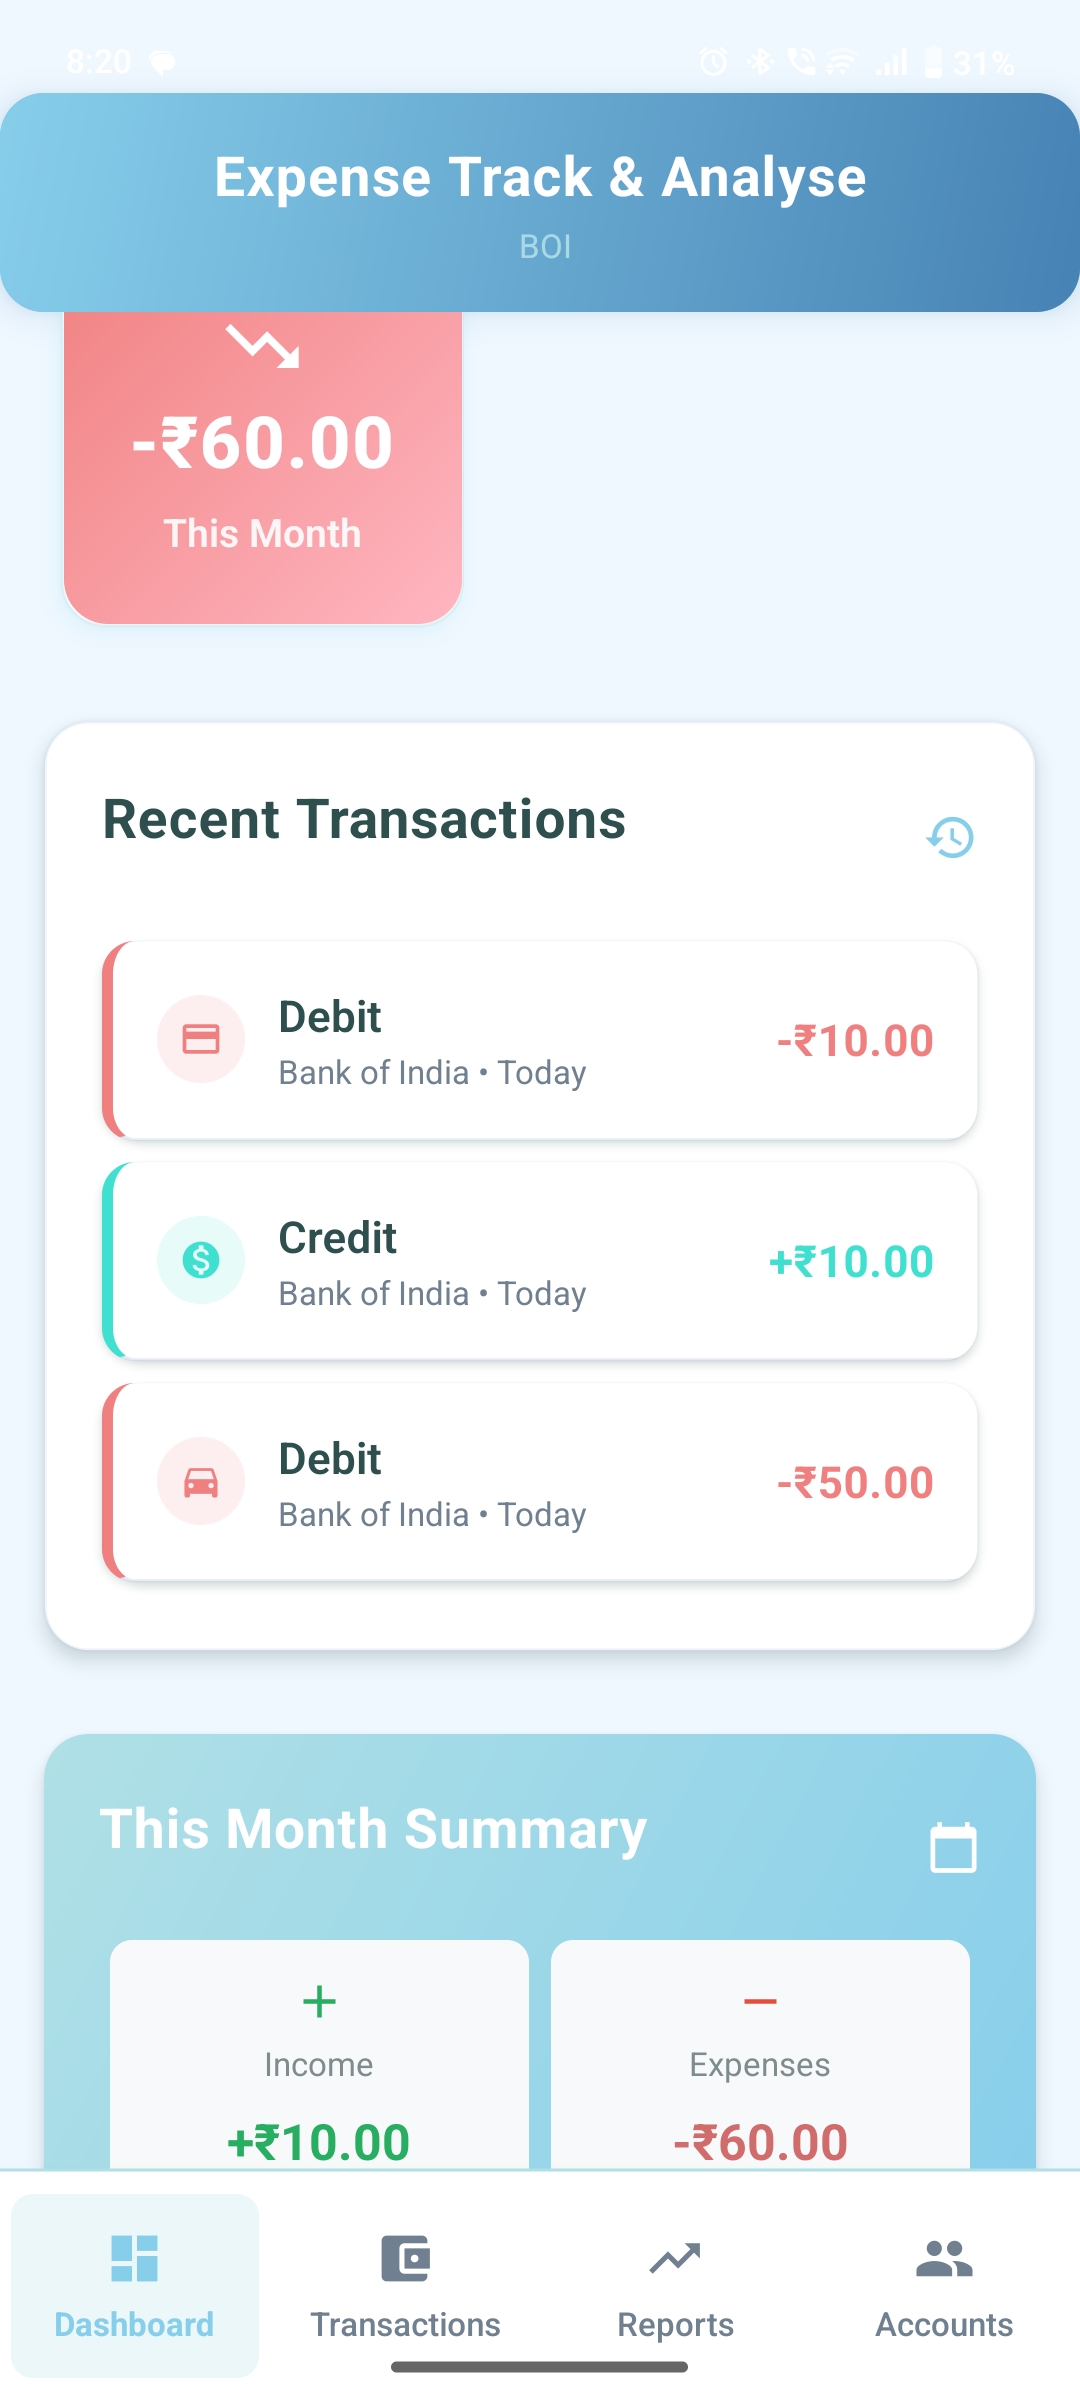 8:20
31%
Expense Track & Analyse
BOI
-₹60.00
This Month
Recent Transactions
Debit
Bank of India • Today
-₹10.00
Credit
Bank of India • Today
+₹10.00
Debit
Bank of India • Today
-₹50.00
This Month Summary
Income
+₹10.00
Expenses
-₹60.00
Dashboard
Transactions
Reports
Accounts